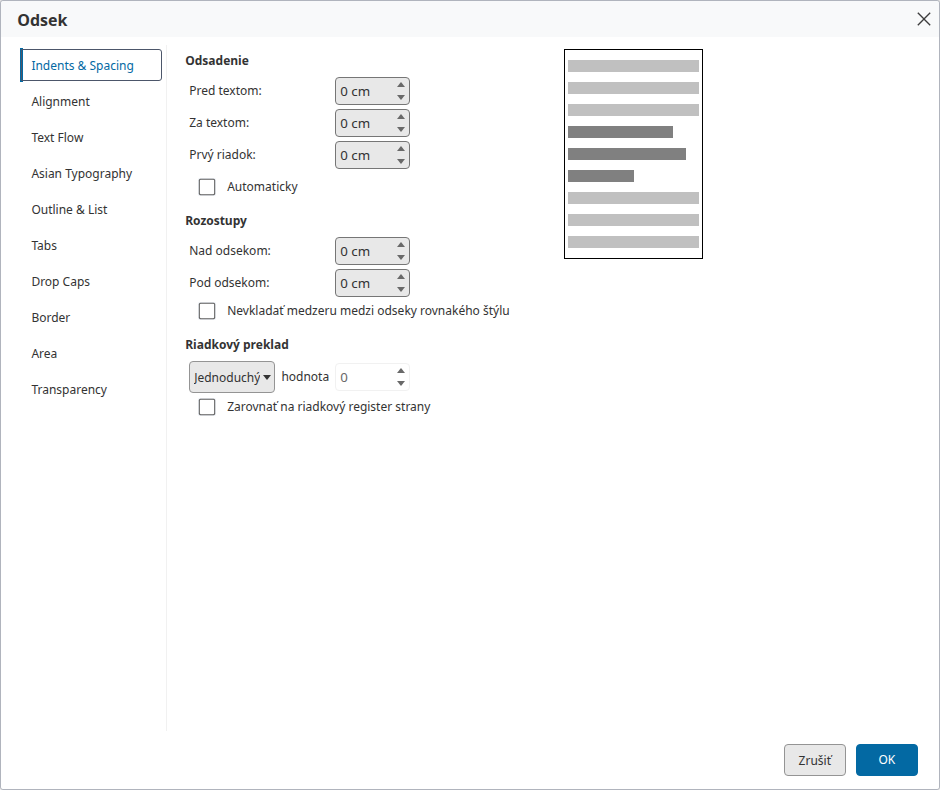 Odsek
Indents & Spacing
Alignment
Text Flow
Asian Typography
Outline & List
Tabs
Drop Caps
Border
Area
Transparency
Odsadenie
Pred textom: 0 cm
Za textom: 0 cm
Prvý riadok: 0 cm
Automaticky
Rozostupy
Nad odsekom: 0 cm
Pod odsekom: 0 cm
Nevkladať medzeru medzi odseky rovnakého štýlu
Riadkový preklad
Jednoduchý hodnota 0
Zarovnať na riadkový register strany
Zrušiť OK